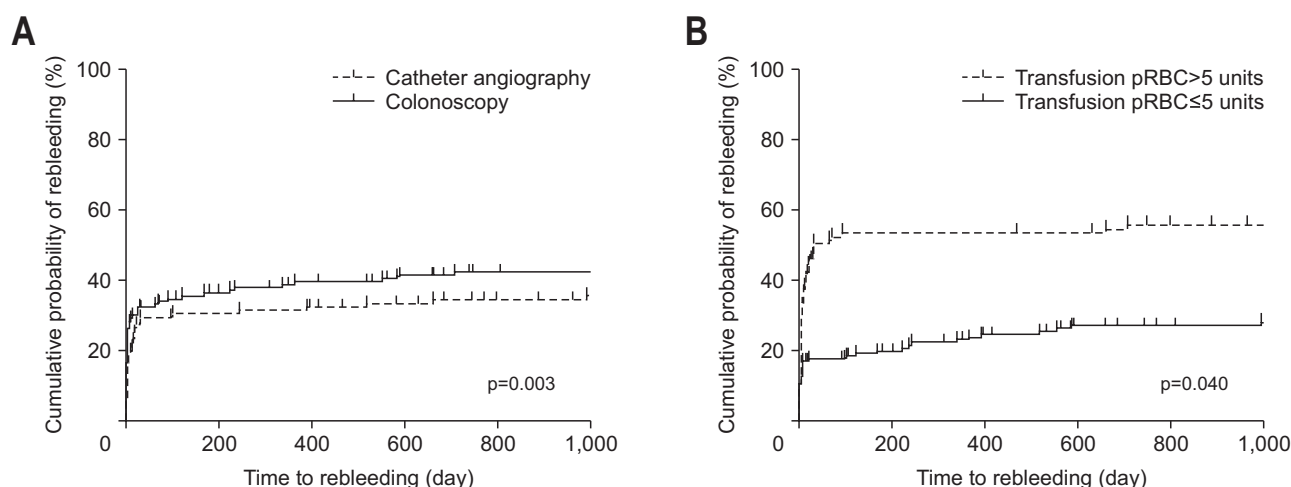 A
Cumulative probability of rebleeding (%)
100
80
60
40
20
0
200
400
600
800
1,000
Time to rebleeding (day)
Catheter angiography
Colonoscopy
p=0.003
B
Cumulative probability of rebleeding (%)
100
80
60
40
20
0
200
400
600
800
1,000
Time to rebleeding (day)
Transfusion pRBC>5 units
Transfusion pRBC≤5 units
p=0.040